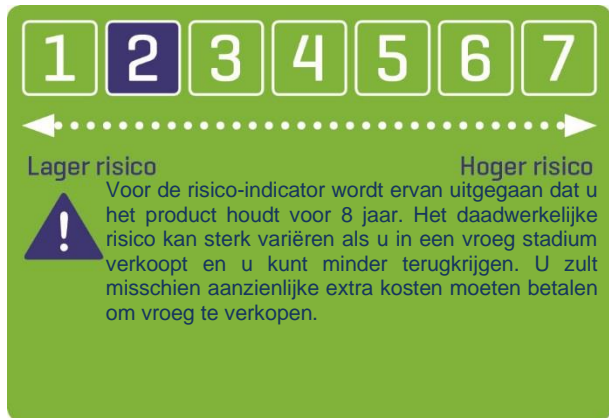 1 2 3 4 5 6 7
Lager risico Hoger risico
!
Voor de risico-indicator wordt ervan uitgegaan dat u
het product houdt voor 8 jaar. Het daadwerkelijke
risico kan sterk variëren als u in een vroeg stadium
verkoopt en u kunt minder terugkrijgen. U zult
misschien aanzienlijke extra kosten moeten betalen
om vroeg te verkopen.